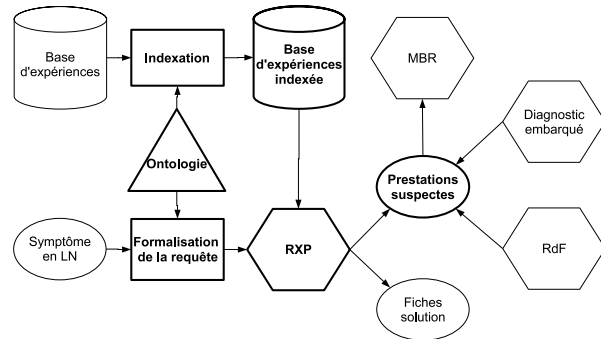 Base
d'expériences
Indexation
Base
d'expériences
indexée
MBR
Diagnostic
embarqué
Ontologie
Prestations
suspectes
Symptôme
en LN
Formalisation
de la requête
RXP
RdF
Fiches
solution